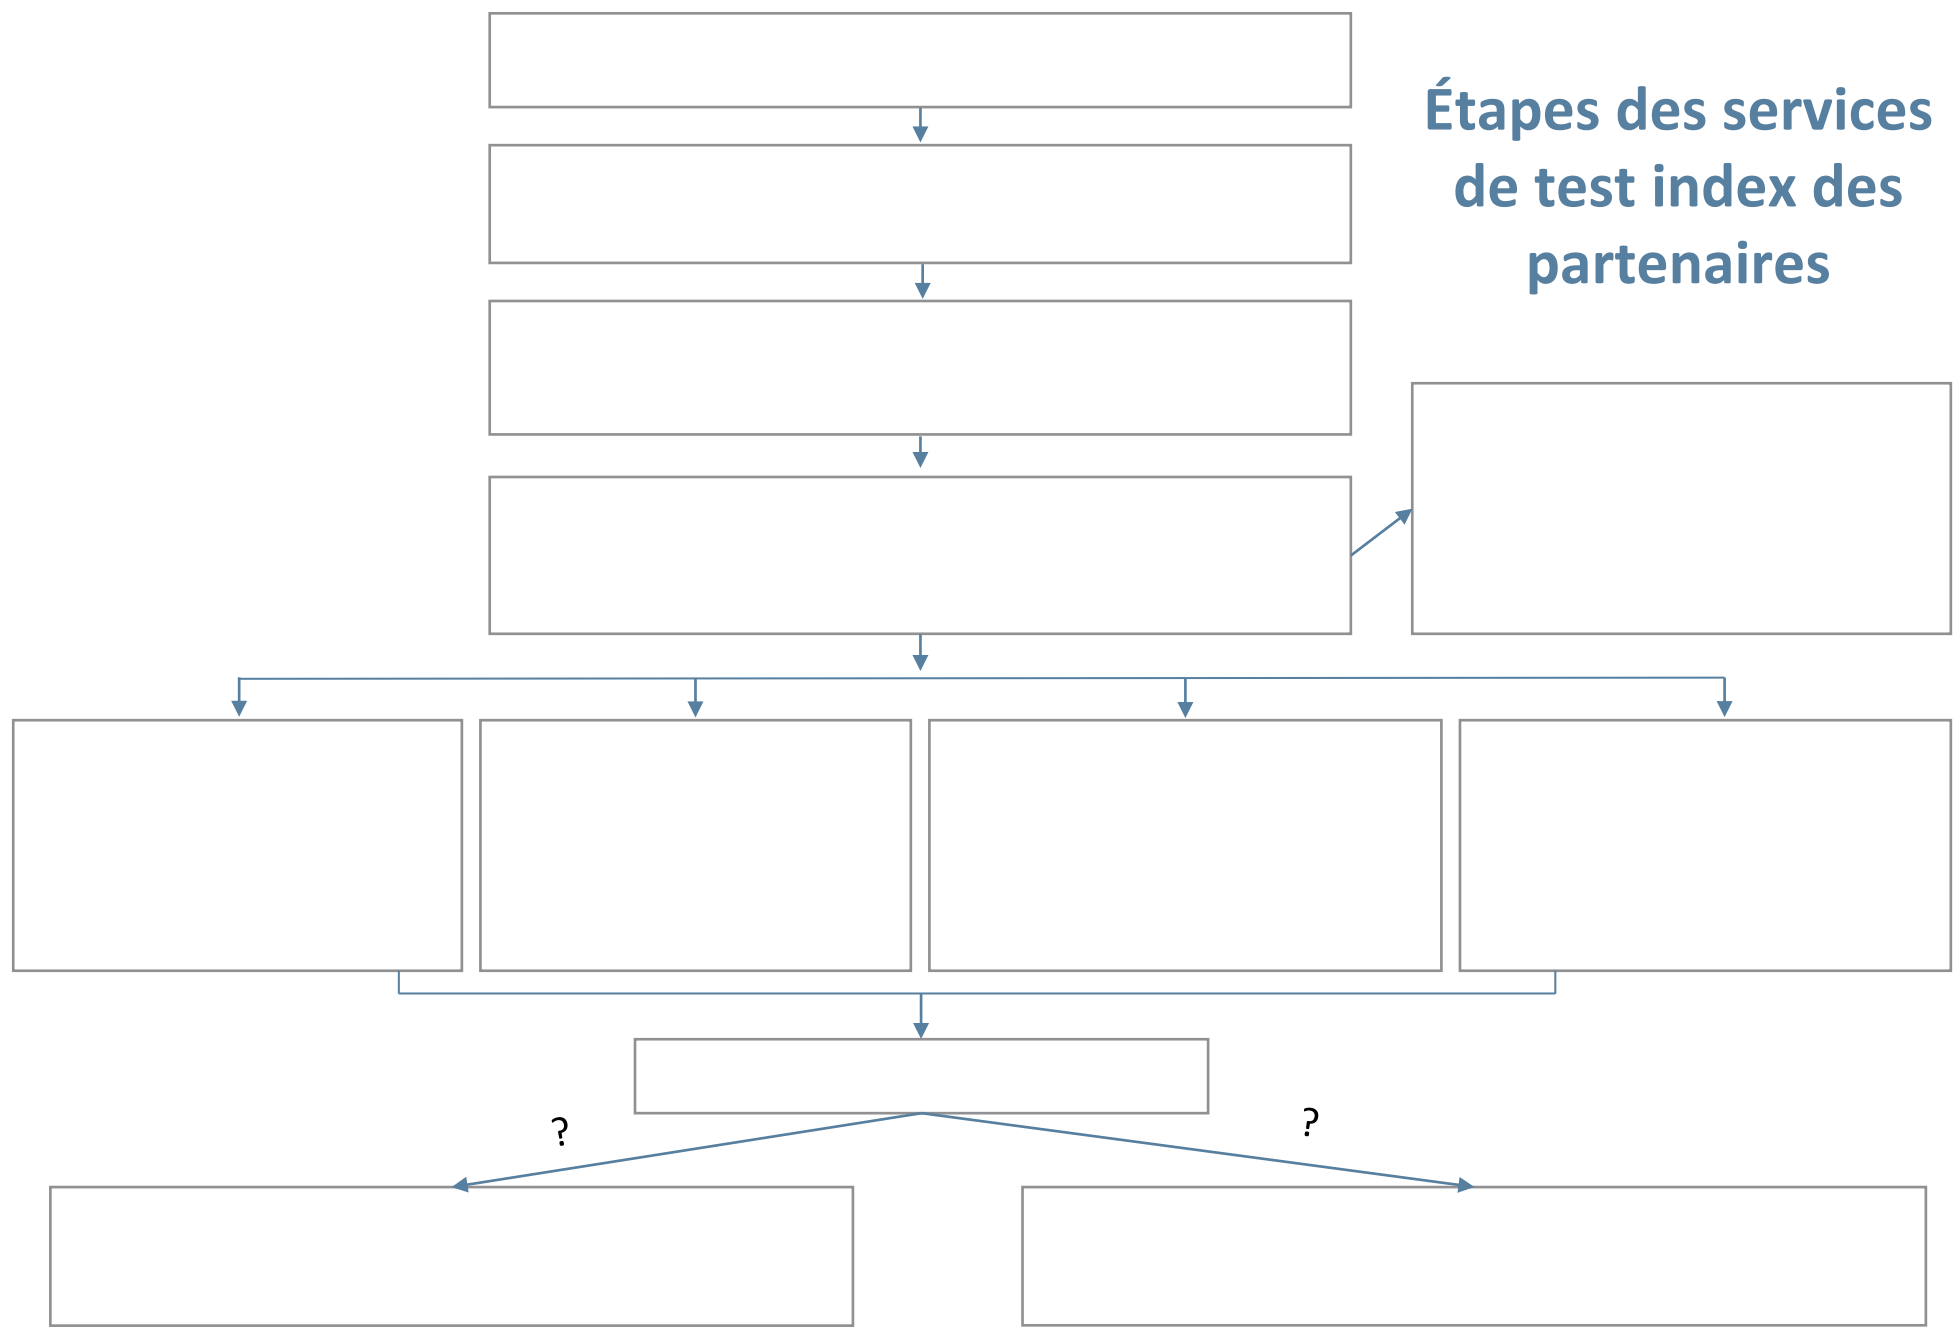 Étapes des services
de test index des
partenaires
?
?